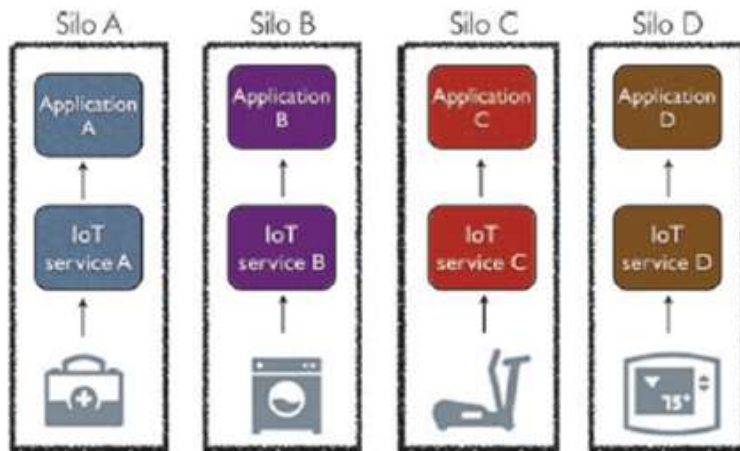 Silo A
Silo B
Silo C
Silo D
Application
A
Application
B
Application
C
Application
D
IoT
service A
IoT
service B
IoT
service C
IoT
service D
75°